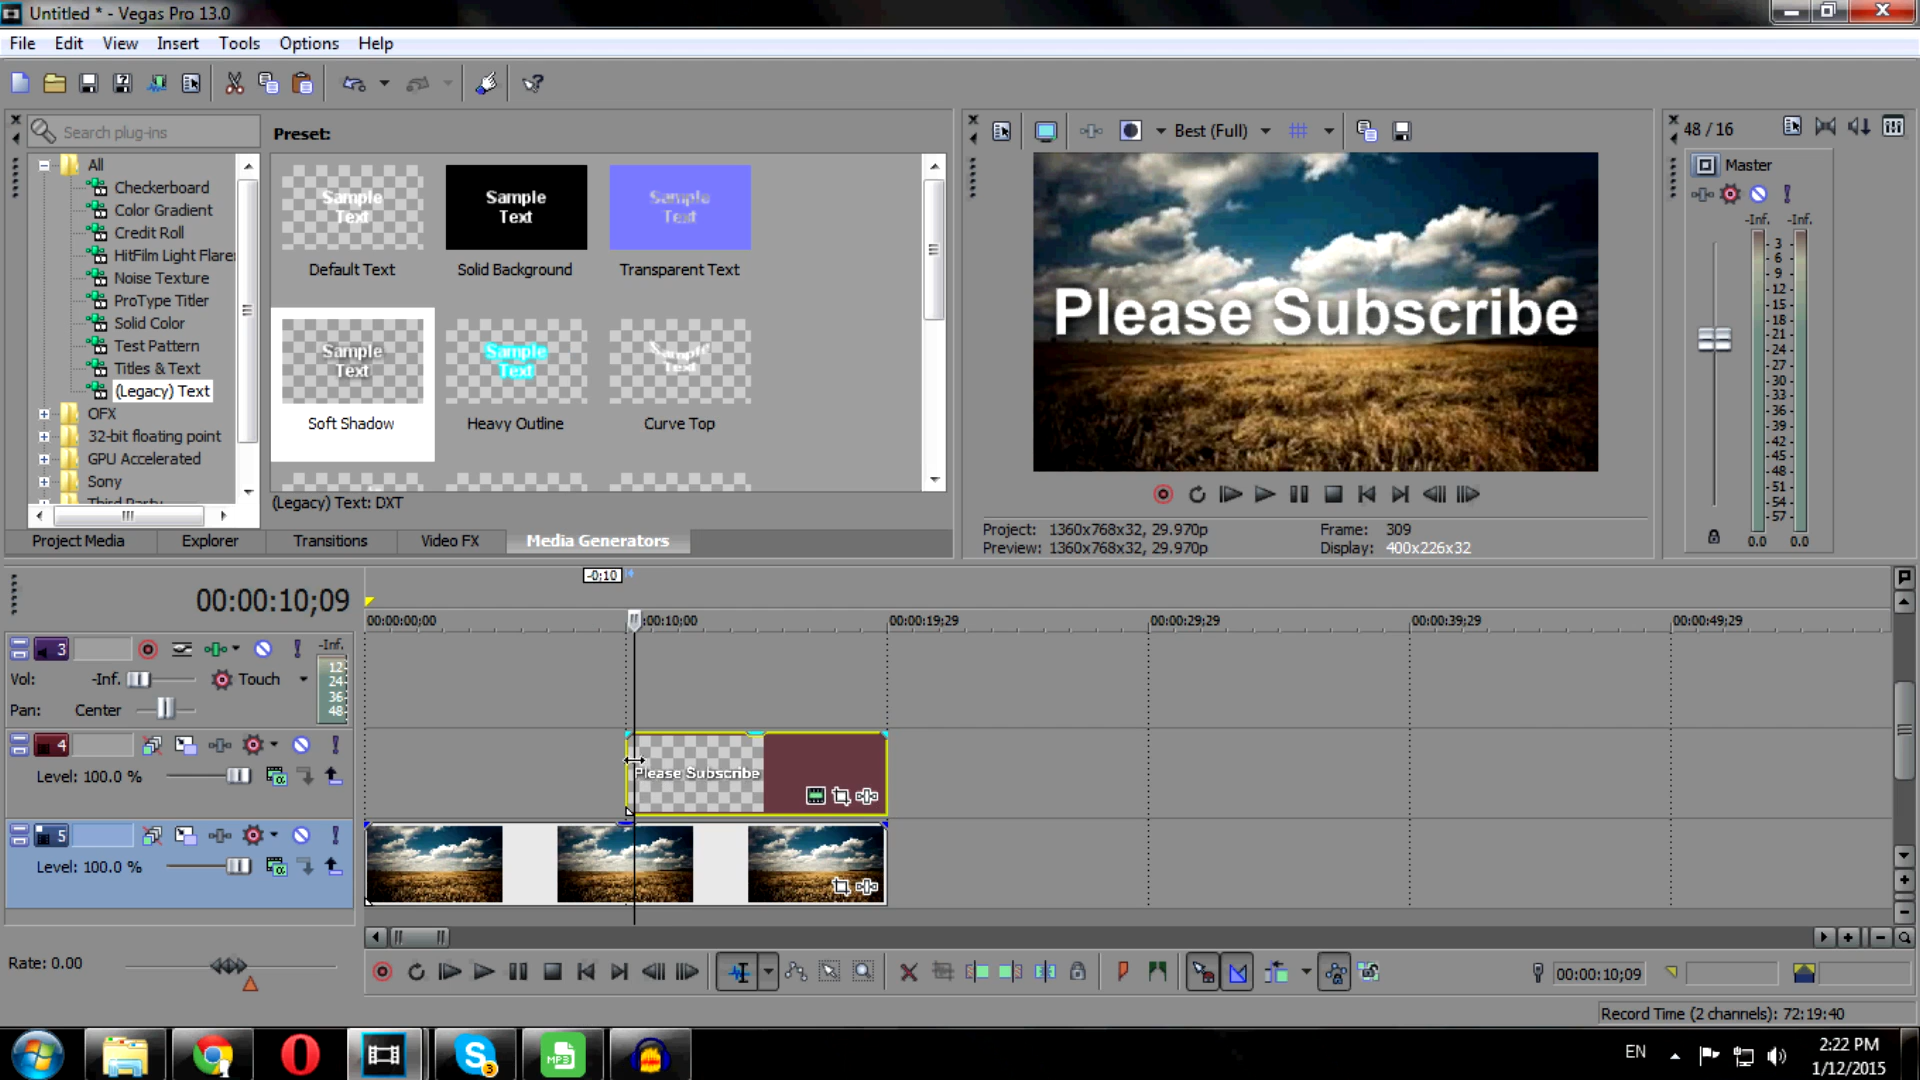 Untitled * - Vegas Pro 13.0
File Edit View Insert Tools Options Help
Search plug-ins
Preset:
All
Checkerboard
Color Gradient
Credit Roll
HitFilm Light Flare
Noise Texture
ProType Titler
Solid Color
Test Pattern
Titles & Text
(Legacy) Text
OFX
32-bit floating point
GPU Accelerated
Sony
Third Party
Sample Text
Default Text
Sample Text
Solid Background
Sample Text
Transparent Text
Sample Text
Soft Shadow
Sample Text
Heavy Outline
Sample Text
Curve Top
(Legacy) Text: DXT
Project Media Explorer Transitions Video FX Media Generators
Best (Full)
Please Subscribe
Project: 1360x768x32, 29.970p Frame: 309
Preview: 1360x768x32, 29.970p Display: 400x226x32
48 / 16
Master
-Inf. -Inf.
- 3 -
- 6 -
- 9 -
-12-
-15-
-18-
-21-
-24-
-27-
-30-
-33-
-36-
-39-
-42-
-45-
-48-
-51-
-54-
-57-
0.0 0.0
-0:10
00:00:10;09
00:00:00;00 :00:10;00 00:00:19;29 00:00:29;29 00:00:39;29 00:00:49;29
3 -Inf.
Vol: -Inf. Touch
Pan: Center
12
24
36
48
4
Level: 100.0 %
Please Subscribe
5
Level: 100.0 %
Rate: 0.00
00:00:10;09
Record Time (2 channels): 72:19:40
3
MP3
EN
2:22 PM
1/12/2015